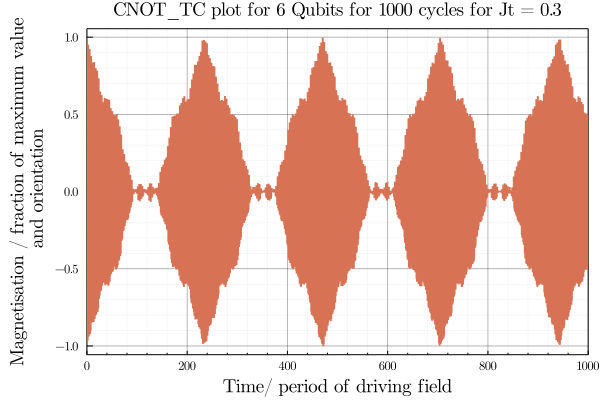 CNOT_TC plot for 6 Qubits for 1000 cycles for Jt = 0.3
Magnetisation / fraction of maximum value
and orientation
1.0
0.5
0.0
−0.5
−1.0
0 200 400 600 800 1000
Time/ period of driving field